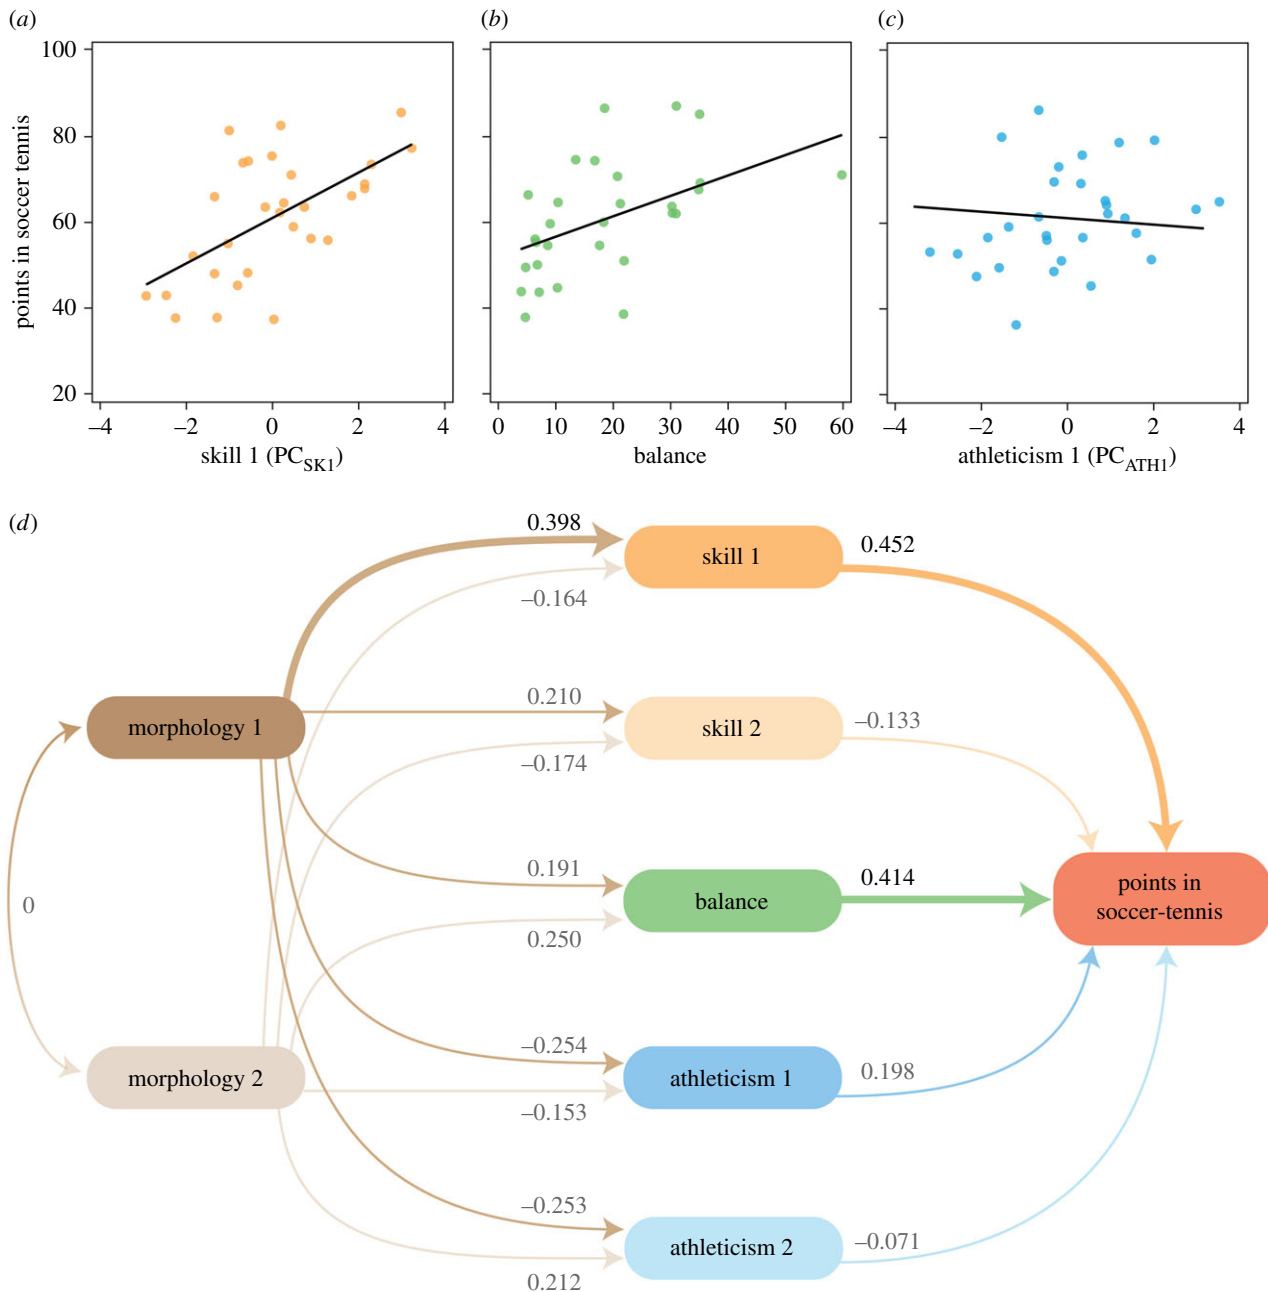 (a)
(b)
(c)
points in soccer tennis
100
80
60
40
20
–4 –2 0 2 4
skill 1 (PCSK1)
0 10 20 30 40 50 60
balance
–4 –2 0 2 4
athleticism 1 (PCATH1)
(d)
0.398
skill 1
0.452
–0.164
morphology 1
0.210
skill 2
–0.133
–0.174
0.191
balance
0.414
0.250
points in
soccer-tennis
0
morphology 2
–0.254
athleticism 1
0.198
–0.153
–0.253
athleticism 2
–0.071
0.212